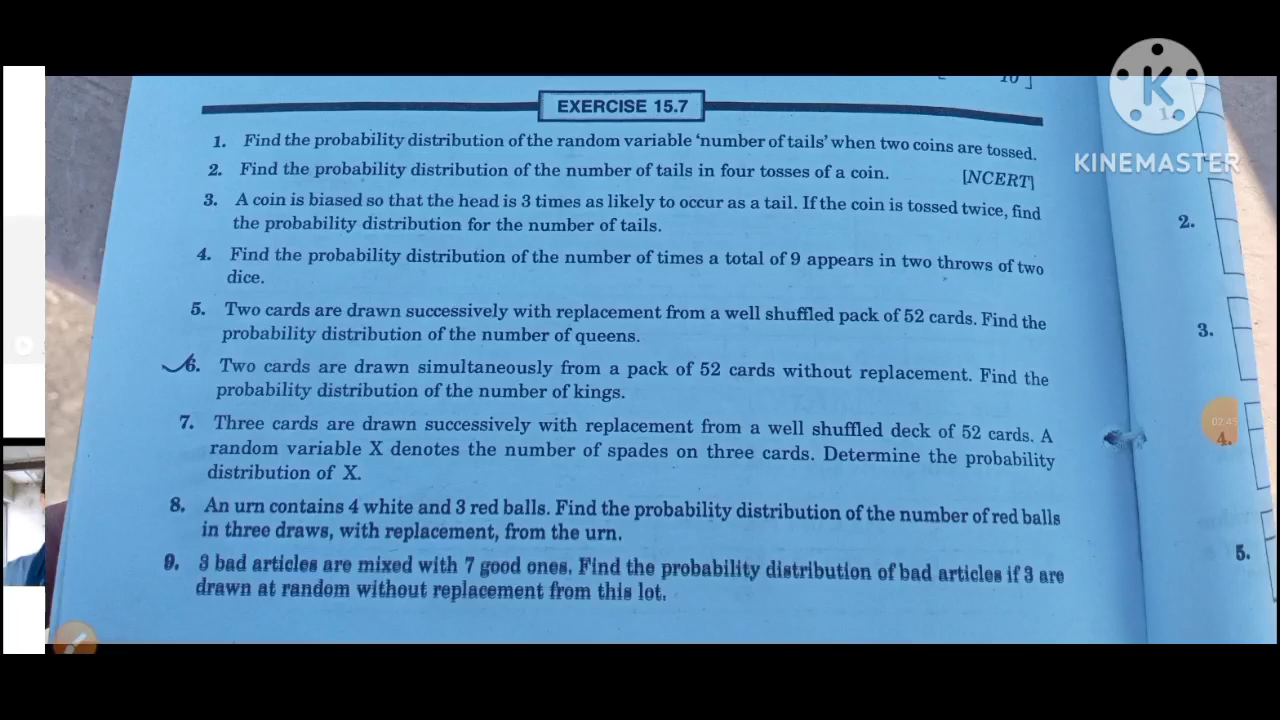 10 ]
EXERCISE 15.7
1. Find the probability distribution of the random variable 'number of tails' when two coins are tossed.
2. Find the probability distribution of the number of tails in four tosses of a coin. [NCERT]
3. A coin is biased so that the head is 3 times as likely to occur as a tail. If the coin is tossed twice, find
the probability distribution for the number of tails.
4. Find the probability distribution of the number of times a total of 9 appears in two throws of two
dice.
5. Two cards are drawn successively with replacement from a well shuffled pack of 52 cards. Find the
probability distribution of the number of queens.
6. Two cards are drawn simultaneously from a pack of 52 cards without replacement. Find the
probability distribution of the number of kings.
7. Three cards are drawn successively with replacement from a well shuffled deck of 52 cards. A
random variable X denotes the number of spades on three cards. Determine the probability
distribution of X.
8. An urn contains 4 white and 3 red balls. Find the probability distribution of the number of red balls
in three draws, with replacement, from the urn.
9. 3 bad articles are mixed with 7 good ones. Find the probability distribution of bad articles if 3 are
drawn at random without replacement from this lot.
K
1.
KINEMASTER
2.
3.
02:45
4.
5.